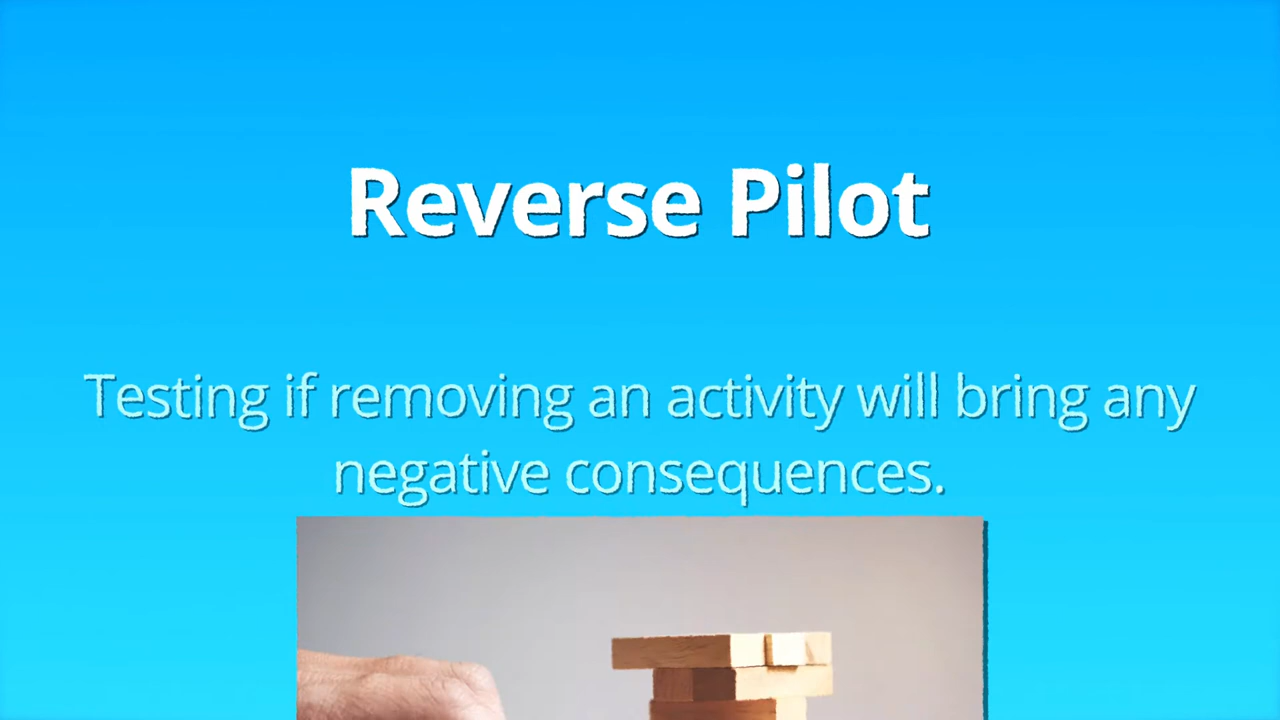 Reverse Pilot
Testing if removing an activity will bring any
negative consequences.